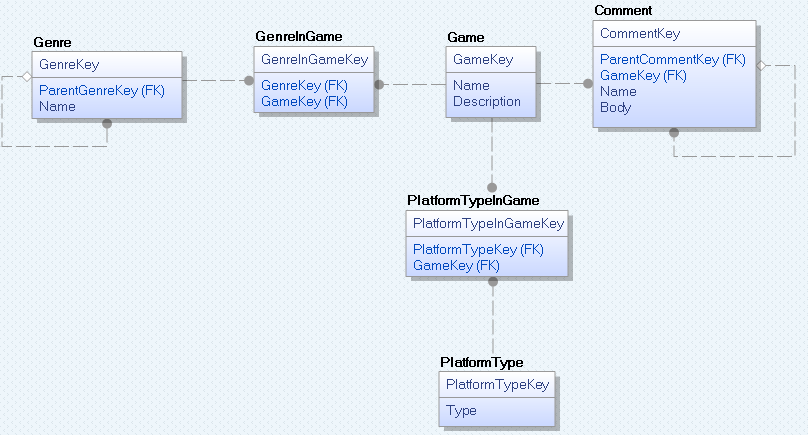 Genre
GenreKey
ParentGenreKey (FK)
Name
GenreInGame
GenreInGameKey
GenreKey (FK)
GameKey (FK)
Game
GameKey
Name
Description
Comment
CommentKey
ParentCommentKey (FK)
GameKey (FK)
Name
Body
PlatformTypeInGame
PlatformTypeInGameKey
PlatformTypeKey (FK)
GameKey (FK)
PlatformType
PlatformTypeKey
Type